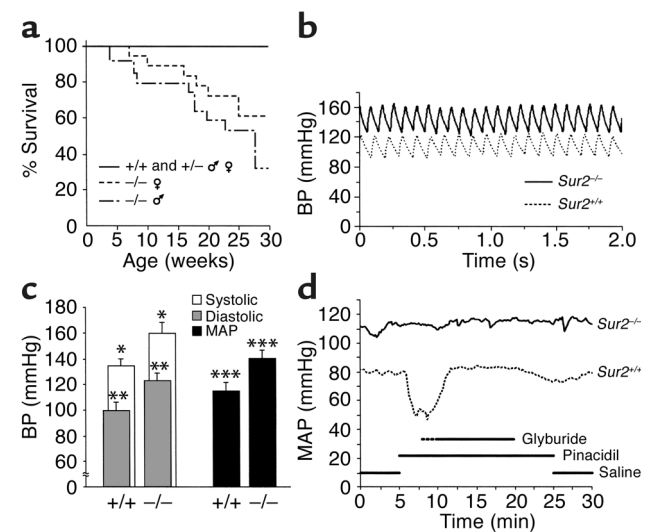 a
% Survival
100
80
60
40
20
0
+/+ and +/– ♂ ♀
–/– ♀
–/– ♂
0 5 10 15 20 25 30
Age (weeks)
b
BP (mmHg)
160
120
80
40
0
Sur2–/–
Sur2+/+
0 0.5 1.0 1.5 2.0
Time (s)
c
BP (mmHg)
180
160
140
120
100
80
60
0
Systolic
Diastolic
MAP
*
**
*
**
***
***
+/+ –/– +/+ –/–
d
MAP (mmHg)
120
100
80
60
40
20
0
Sur2–/–
Sur2+/+
Glyburide
Pinacidil
Saline
0 5 10 15 20 25 30
Time (min)